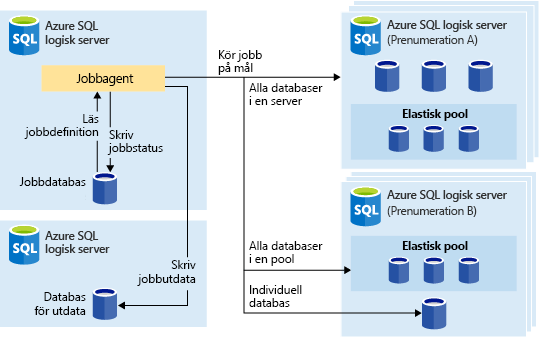 Azure SQL
logisk server
SQL
Jobbagent
Läs
jobbdefinition
Skriv
jobbstatus
Jobbdatabas
Azure SQL
logisk server
SQL
Skriv
jobbutdata
Databas
för utdata
Kör jobb
på mål
Alla databaser
i en server
Alla databaser
i en pool
Individuell
databas
Azure SQL logisk server
(Prenumeration A)
SQL
Elastisk pool
Azure SQL logisk server
(Prenumeration B)
SQL
Elastisk pool